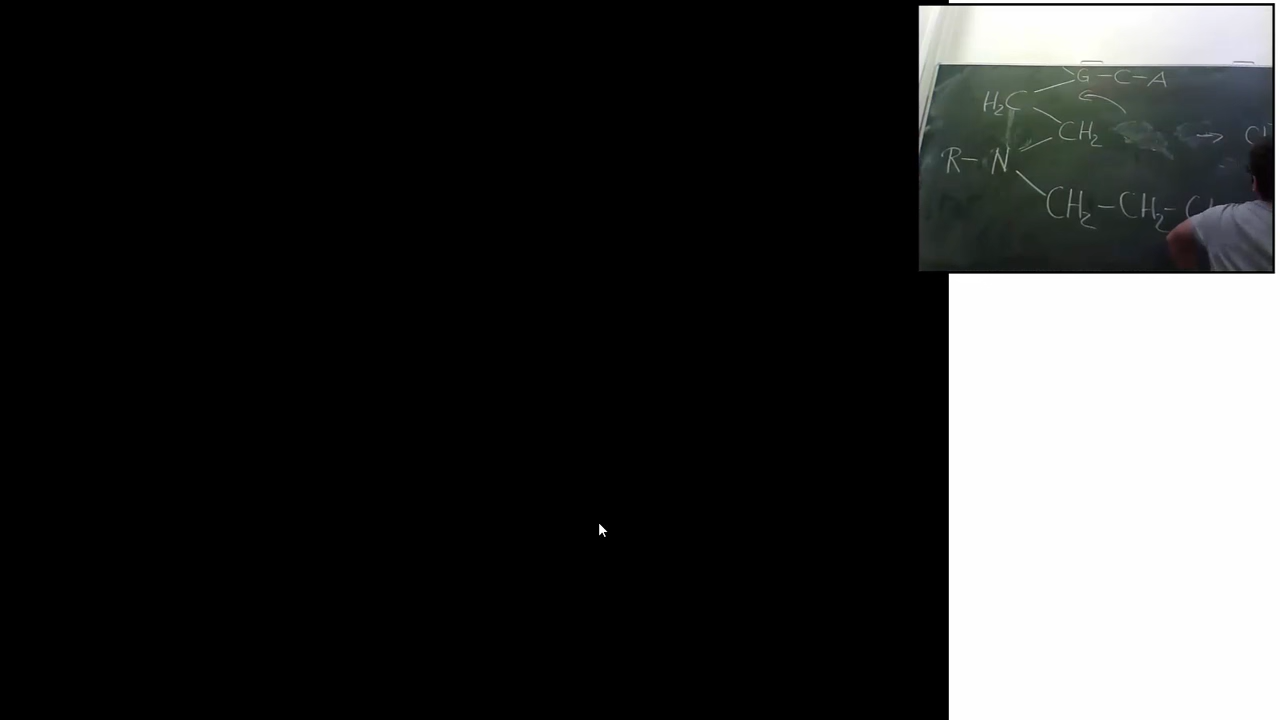 G-C-A
H₂C
CH₂ → C
R-N
CH₂-CH₂-C